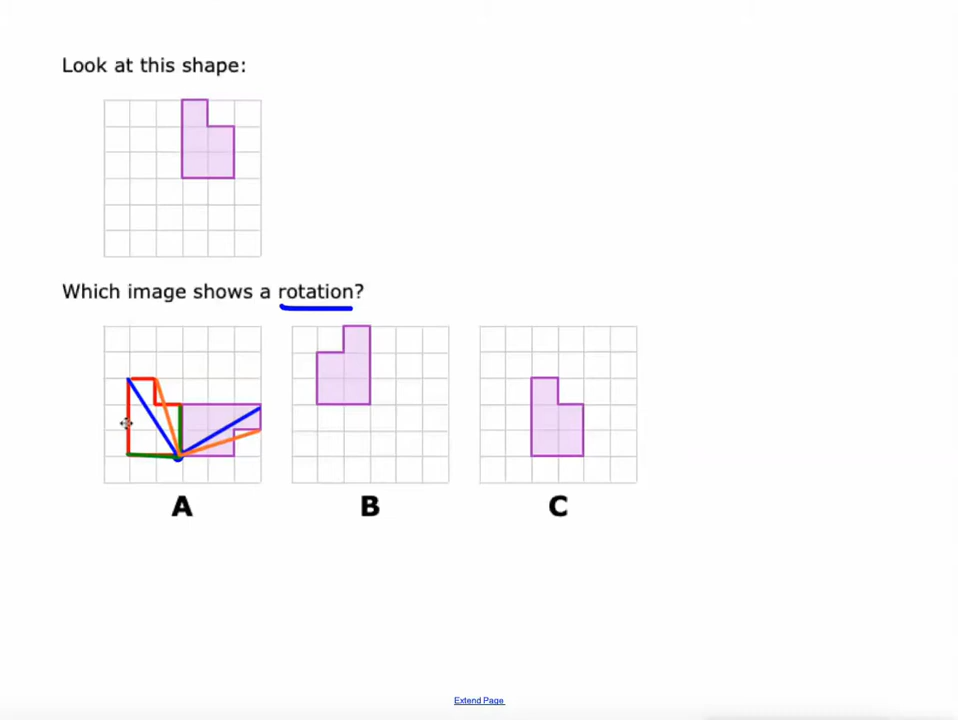 Look at this shape:
Which image shows a rotation?
A B C
Extend Page